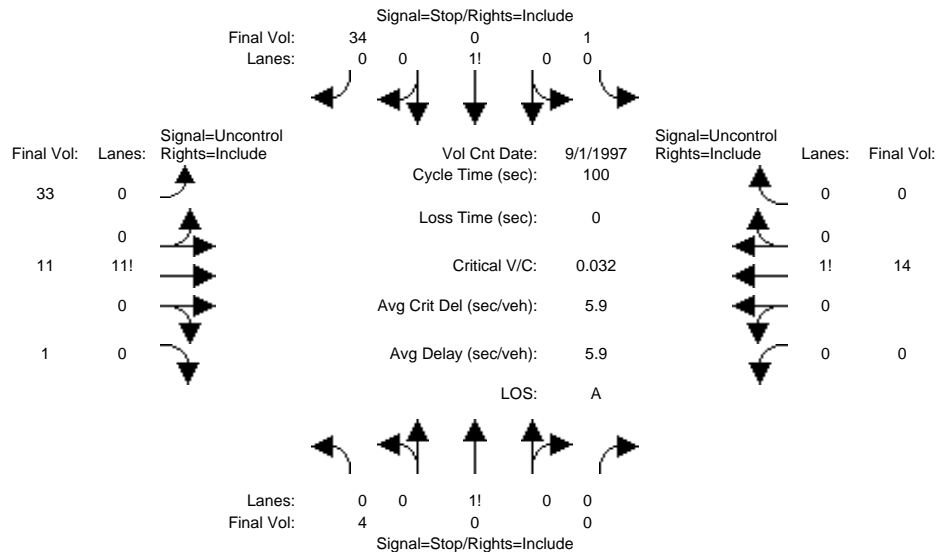 Signal=Stop/Rights=Include
Final Vol: 34 0 1
Lanes: 0 0 1! 0 0
Signal=Uncontrol
Final Vol: Lanes: Rights=Include
Vol Cnt Date: 9/1/1997
Signal=Uncontrol
Rights=Include Lanes: Final Vol:
Cycle Time (sec): 100
33 0
0 0
Loss Time (sec): 0
0
0
11 11!
Critical V/C: 0.032
1! 14
0
Avg Crit Del (sec/veh): 5.9
0
1 0
Avg Delay (sec/veh): 5.9
0 0
LOS: A
Lanes: 0 0 1! 0 0
Final Vol: 4 0 0
Signal=Stop/Rights=Include